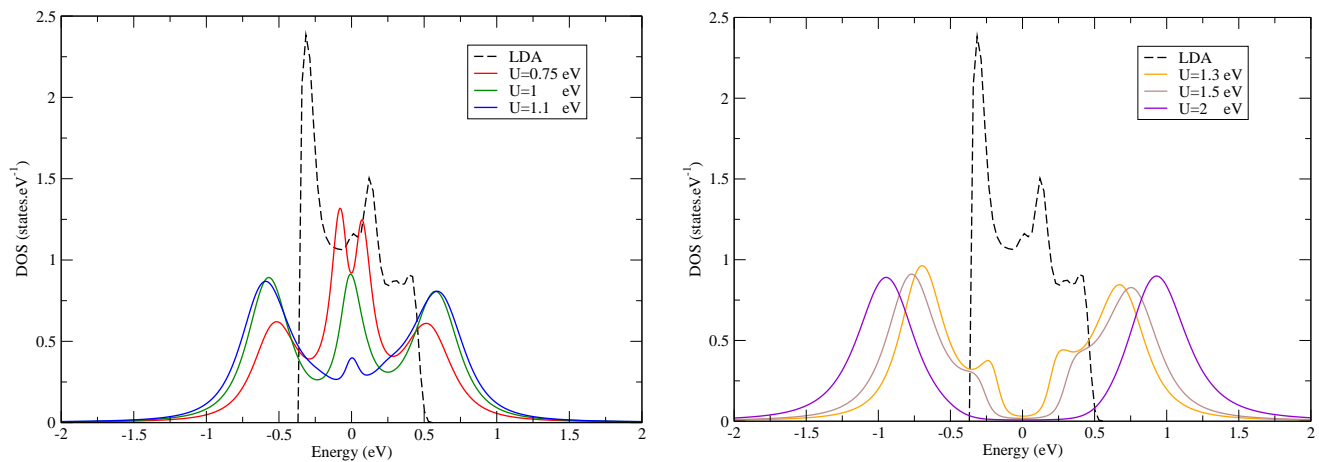 2.5
2
1.5
1
0.5
0
DOS (states.eV-1)
-2
-1.5
-1
-0.5
0
0.5
1
1.5
2
Energy (eV)
LDA
U=0.75 eV
U=1 eV
U=1.1 eV
2.5
2
1.5
1
0.5
0
DOS (states.eV-1)
-2
-1.5
-1
-0.5
0
0.5
1
1.5
2
Energy (eV)
LDA
U=1.3 eV
U=1.5 eV
U=2 eV